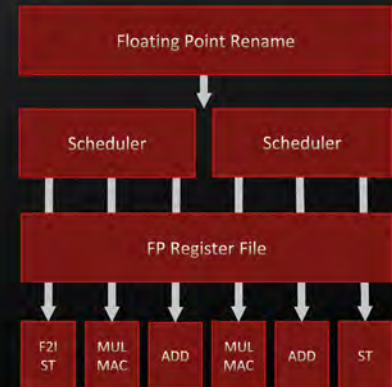 Floating Point Rename
Scheduler
Scheduler
FP Register File
F2I
ST
MUL
MAC
ADD
MUL
MAC
ADD
ST